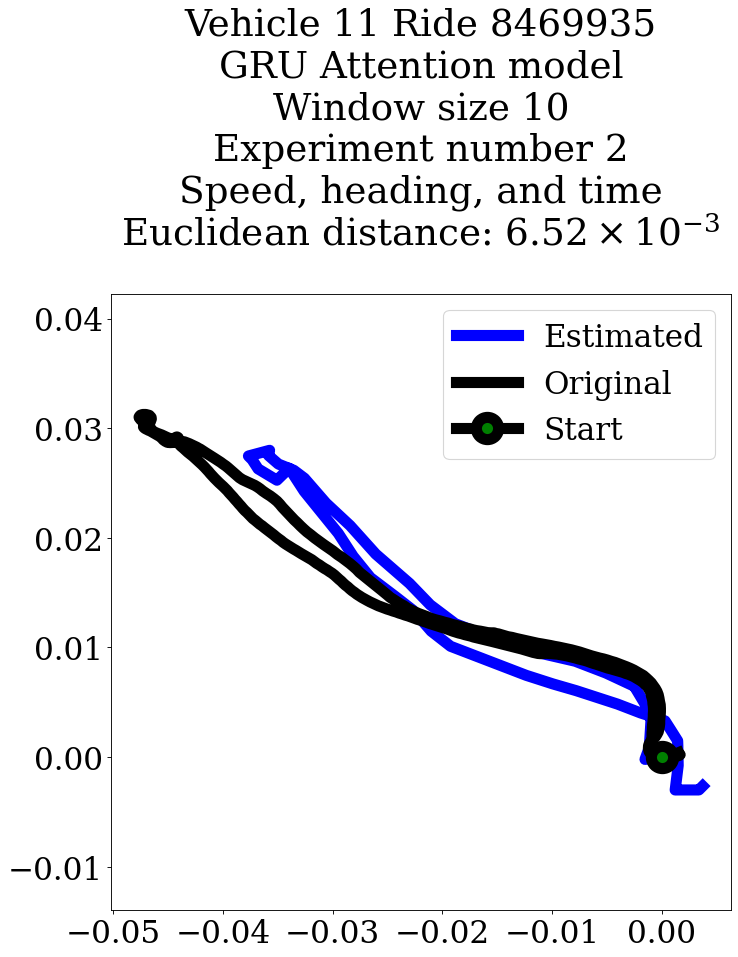 Vehicle 11 Ride 8469935
GRU Attention model
Window size 10
Experiment number 2
Speed, heading, and time
Euclidean distance: 6.52 × 10⁻³
Estimated
Original
Start
0.04
0.03
0.02
0.01
0.00
−0.01
−0.05 −0.04 −0.03 −0.02 −0.01 0.00